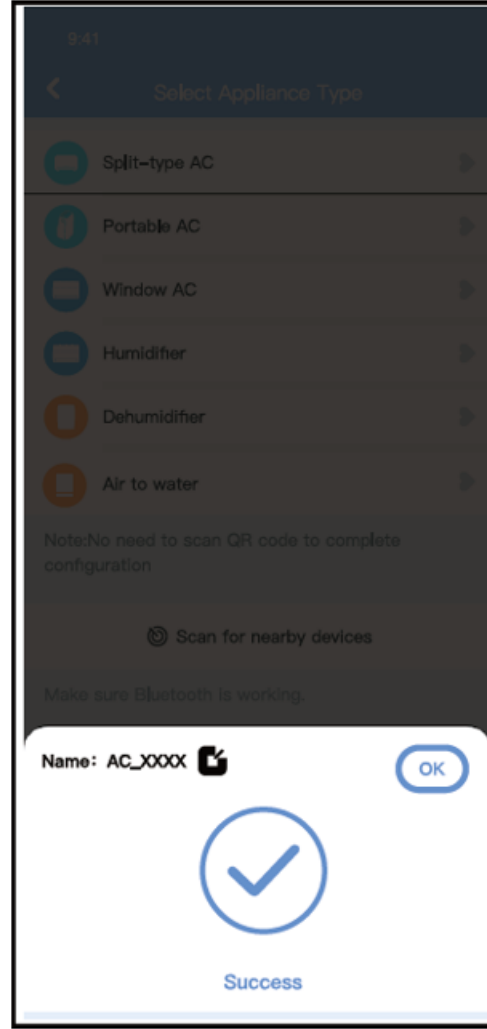 9:41
Select Appliance Type
Split-type AC
Portable AC
Window AC
Humidifier
Dehumidifier
Air to water
Note:No need to scan QR code to complete
configuration
Scan for nearby devices
Make sure Bluetooth is working.
Name: AC_XXXX
OK
Success